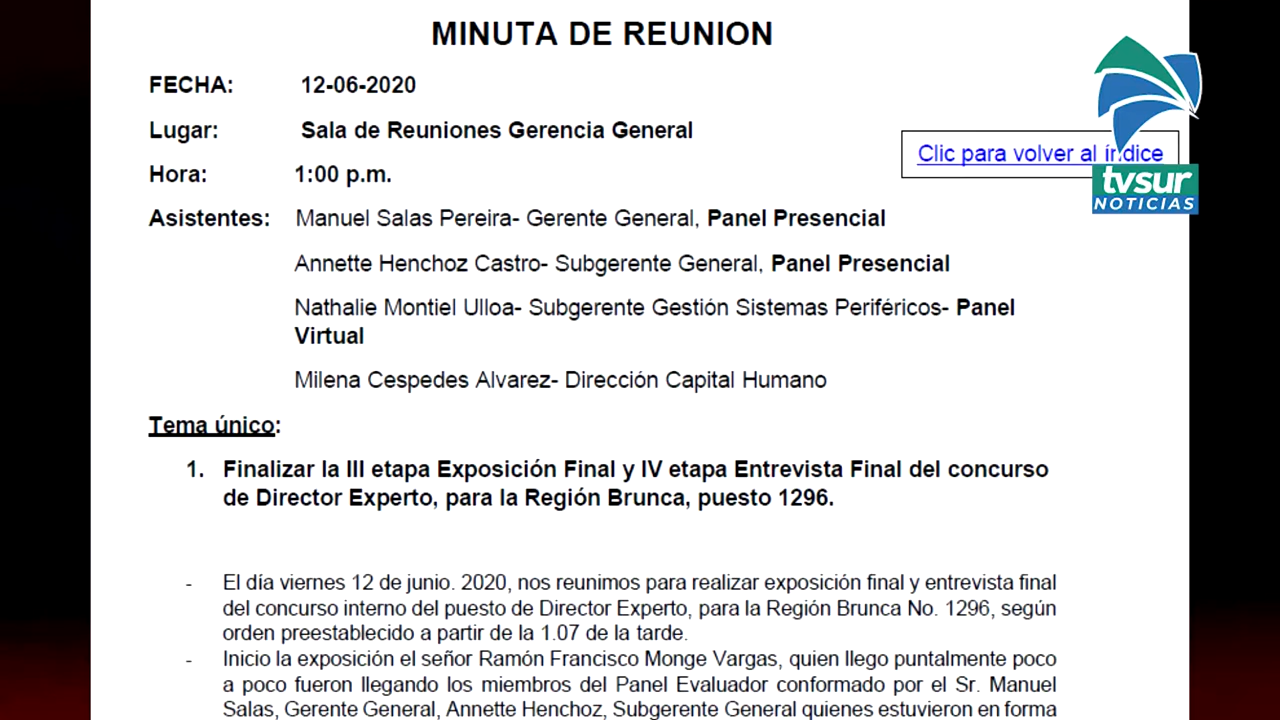 MINUTA DE REUNION
FECHA: 12-06-2020
Lugar: Sala de Reuniones Gerencia General
Clic para volver al índice
Hora: 1:00 p.m.
tvsur
NOTICIAS
Asistentes: Manuel Salas Pereira- Gerente General, Panel Presencial
Annette Henchoz Castro- Subgerente General, Panel Presencial
Nathalie Montiel Ulloa- Subgerente Gestión Sistemas Periféricos- Panel
Virtual
Milena Cespedes Alvarez- Dirección Capital Humano
Tema único:
1. Finalizar la III etapa Exposición Final y IV etapa Entrevista Final del concurso
de Director Experto, para la Región Brunca, puesto 1296.
- El día viernes 12 de junio. 2020, nos reunimos para realizar exposición final y entrevista final
del concurso interno del puesto de Director Experto, para la Región Brunca No. 1296, según
orden preestablecido a partir de la 1.07 de la tarde.
- Inicio la exposición el señor Ramón Francisco Monge Vargas, quien llego puntalmente poco
a poco fueron llegando los miembros del Panel Evaluador conformado por el Sr. Manuel
Salas, Gerente General, Annette Henchoz, Subgerente General quienes estuvieron en forma